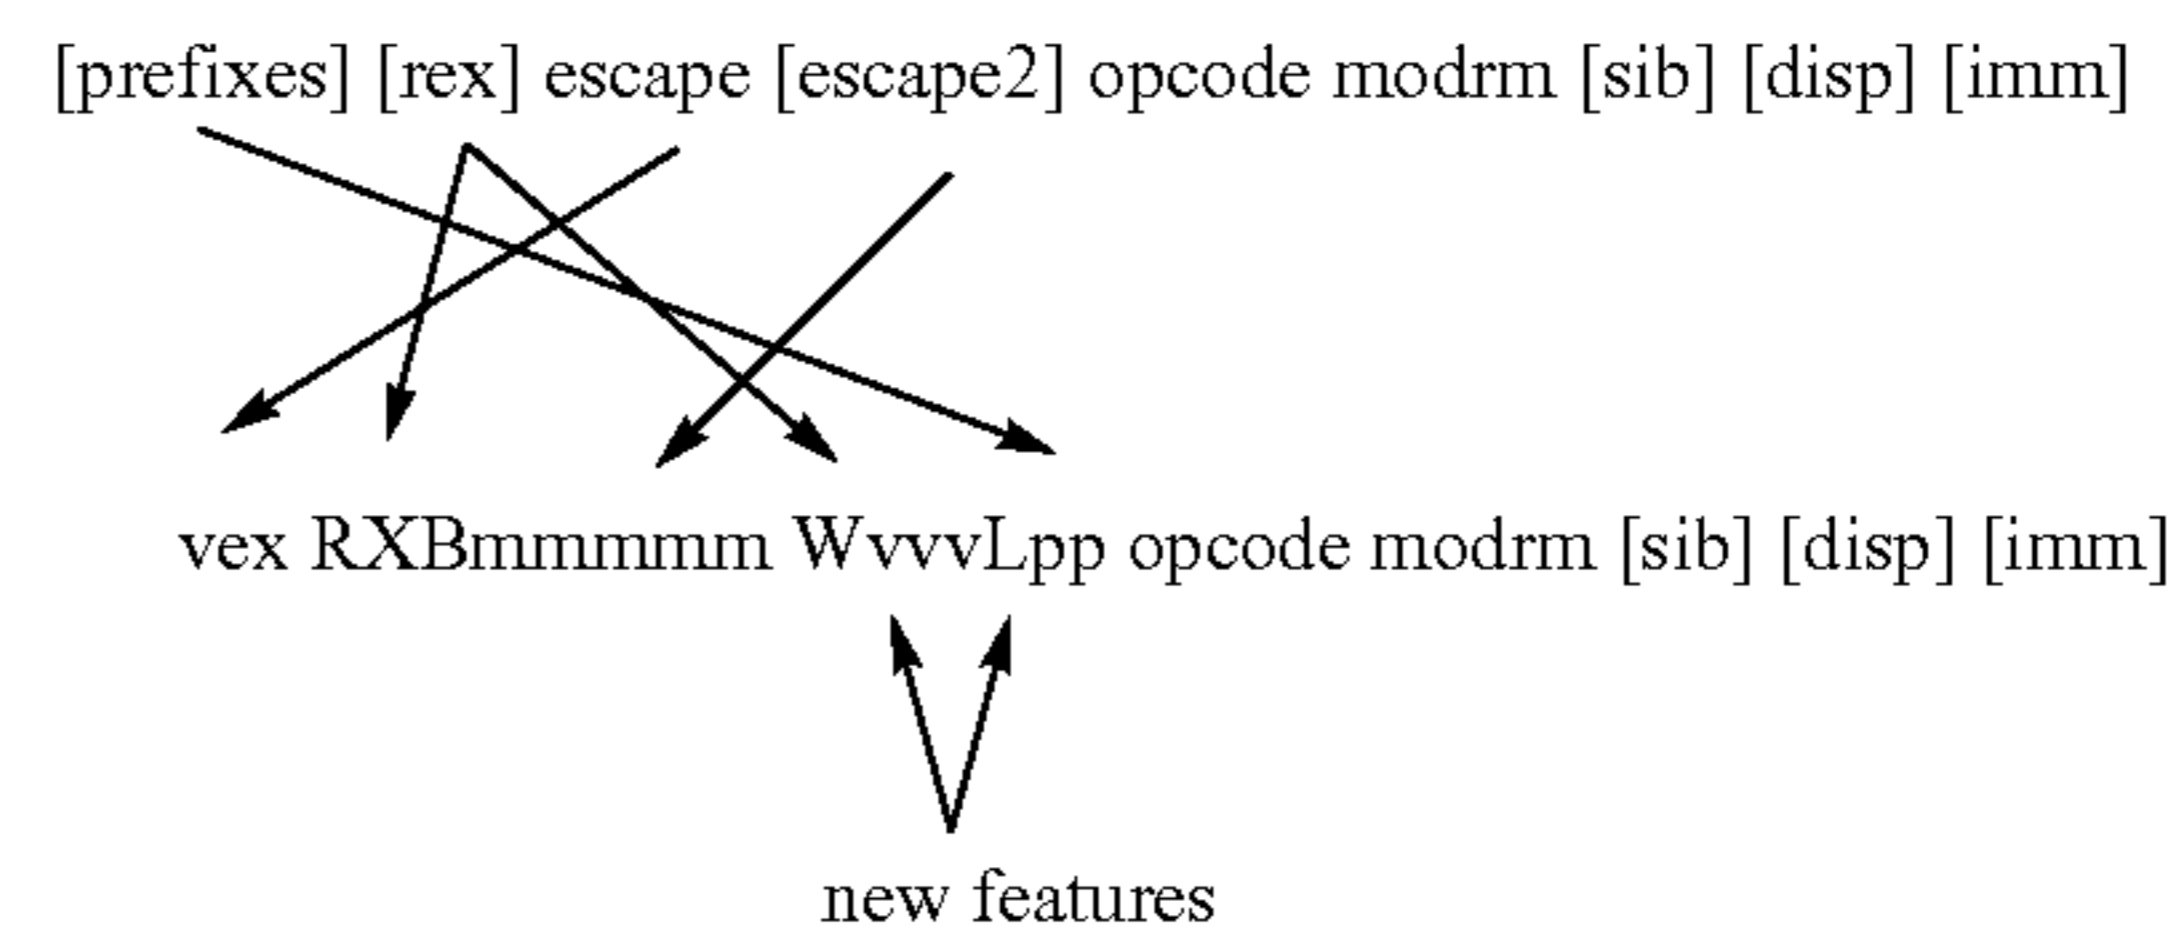 [prefixes] [rex] escape [escape2] opcode modrm [sib] [disp] [imm]
vex RXBmmmmm WvvvLpp opcode modrm [sib] [disp] [imm]
new features